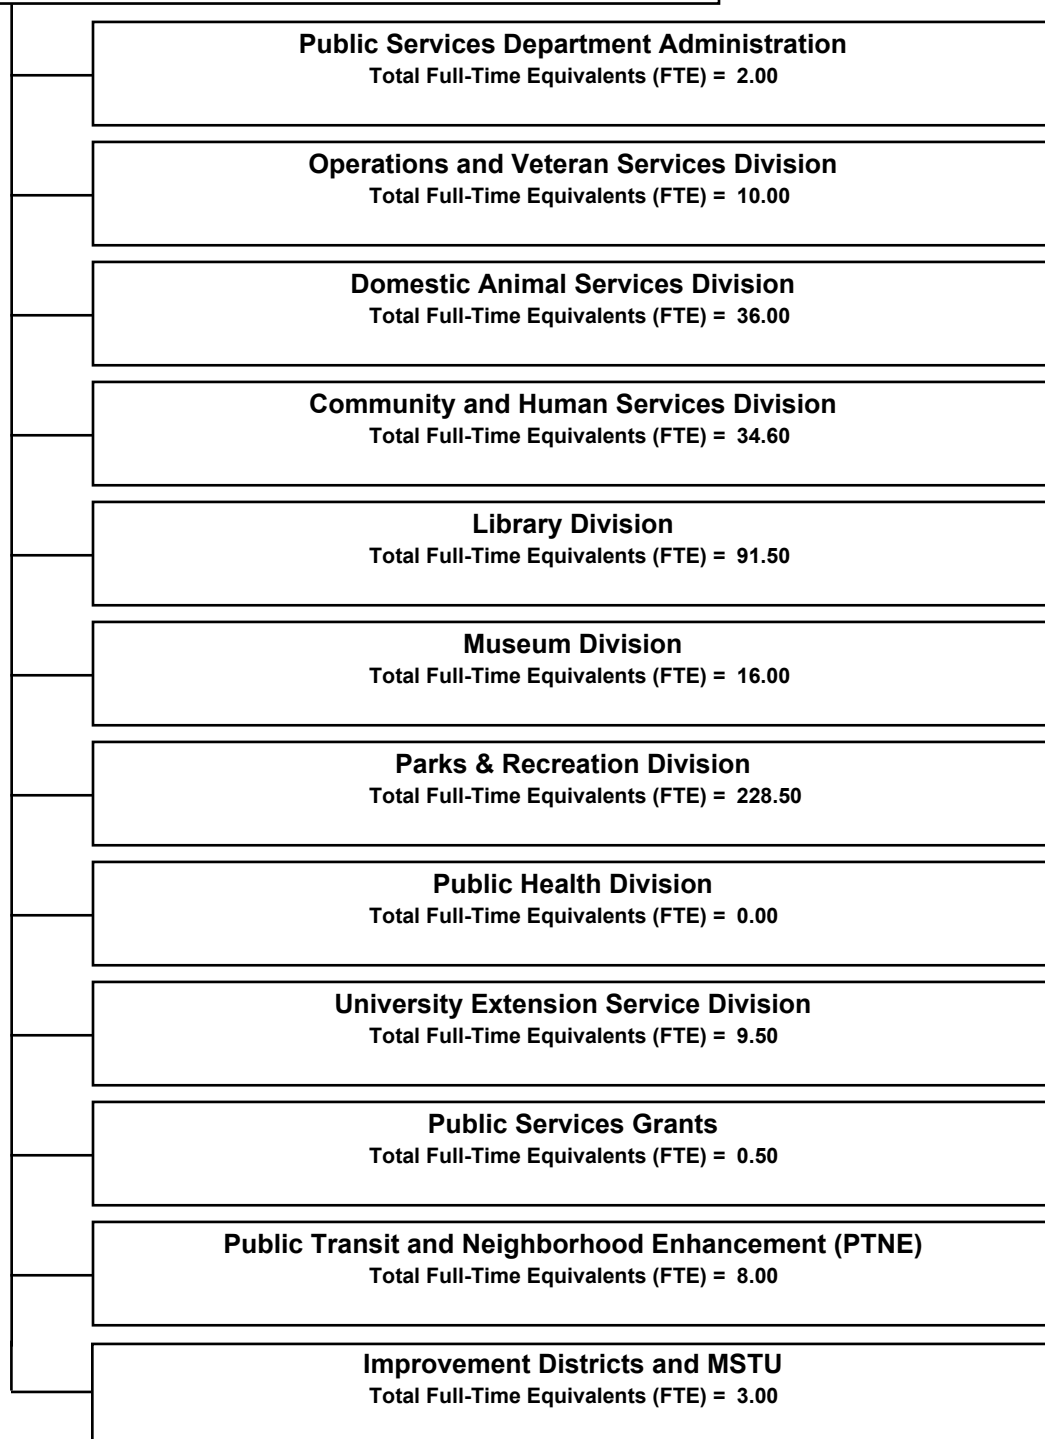 Public Services Department Administration
Total Full-Time Equivalents (FTE) = 2.00
Operations and Veteran Services Division
Total Full-Time Equivalents (FTE) = 10.00
Domestic Animal Services Division
Total Full-Time Equivalents (FTE) = 36.00
Community and Human Services Division
Total Full-Time Equivalents (FTE) = 34.60
Library Division
Total Full-Time Equivalents (FTE) = 91.50
Museum Division
Total Full-Time Equivalents (FTE) = 16.00
Parks & Recreation Division
Total Full-Time Equivalents (FTE) = 228.50
Public Health Division
Total Full-Time Equivalents (FTE) = 0.00
University Extension Service Division
Total Full-Time Equivalents (FTE) = 9.50
Public Services Grants
Total Full-Time Equivalents (FTE) = 0.50
Public Transit and Neighborhood Enhancement (PTNE)
Total Full-Time Equivalents (FTE) = 8.00
Improvement Districts and MSTU
Total Full-Time Equivalents (FTE) = 3.00